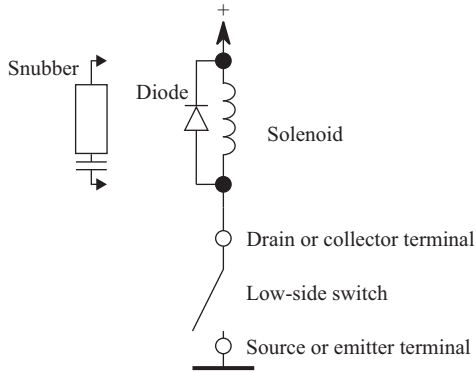 +
Snubber
Diode
Solenoid
Drain or collector terminal
Low-side switch
Source or emitter terminal